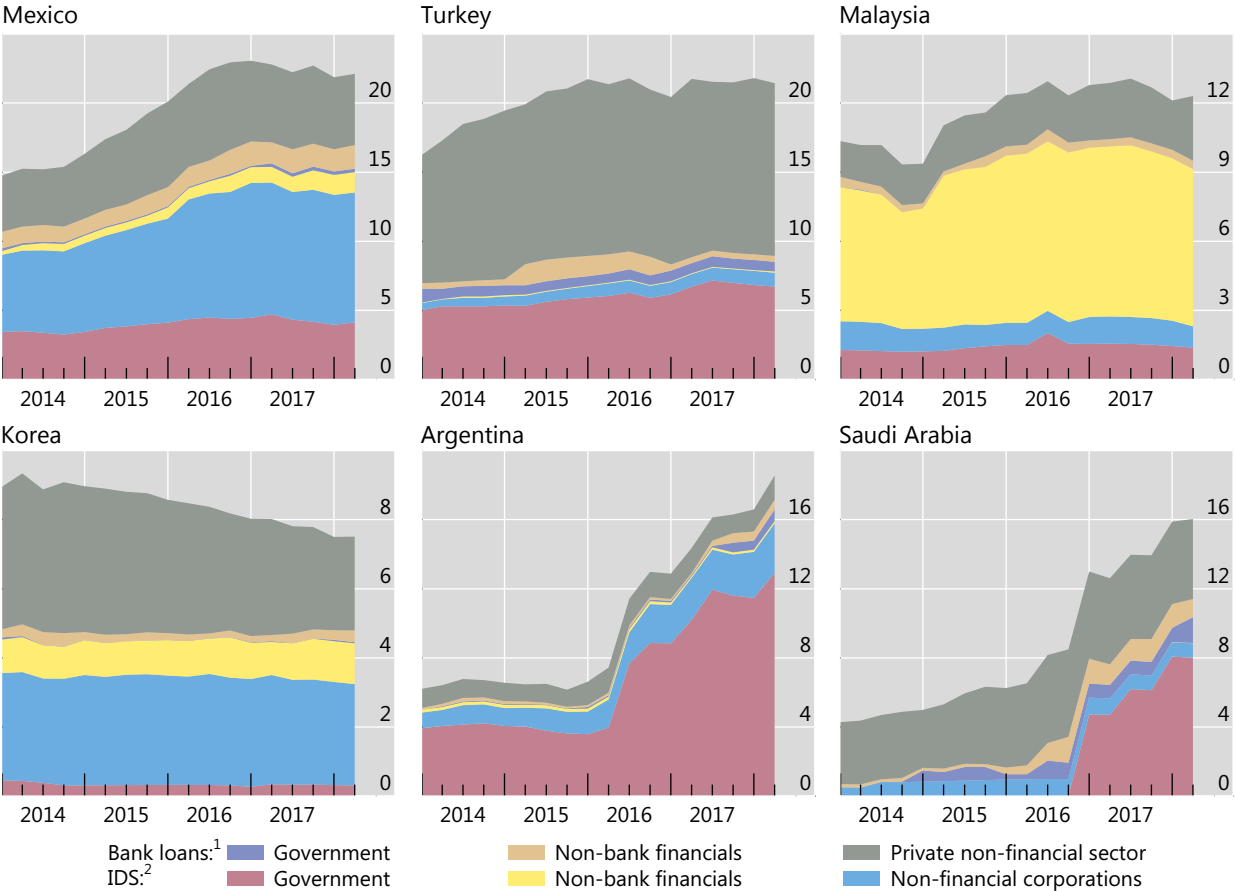 Mexico Turkey Malaysia
20 20 12
15 15 9
10 10 6
5 5 3
0 0 0
2014 2015 2016 2017 2014 2015 2016 2017 2014 2015 2016 2017
Korea Argentina Saudi Arabia
8 16 16
6 12 12
4 8 8
2 4 4
0 0 0
2014 2015 2016 2017 2014 2015 2016 2017 2014 2015 2016 2017
Bank loans:1 Government Non-bank financials Private non-financial sector
IDS:2 Government Non-bank financials Non-financial corporations